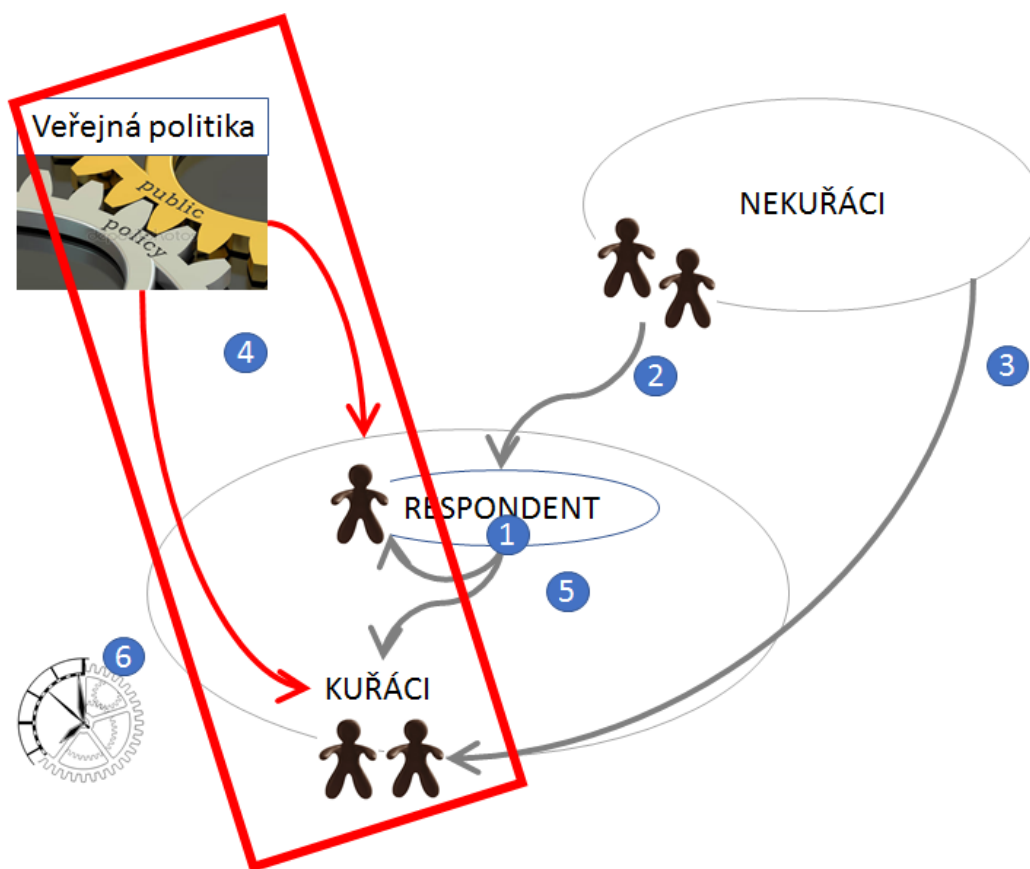 Veřejná politika
public
policy
NEKUŘÁCI
4
2
3
RESPONDENT
1
5
6
KUŘÁCI